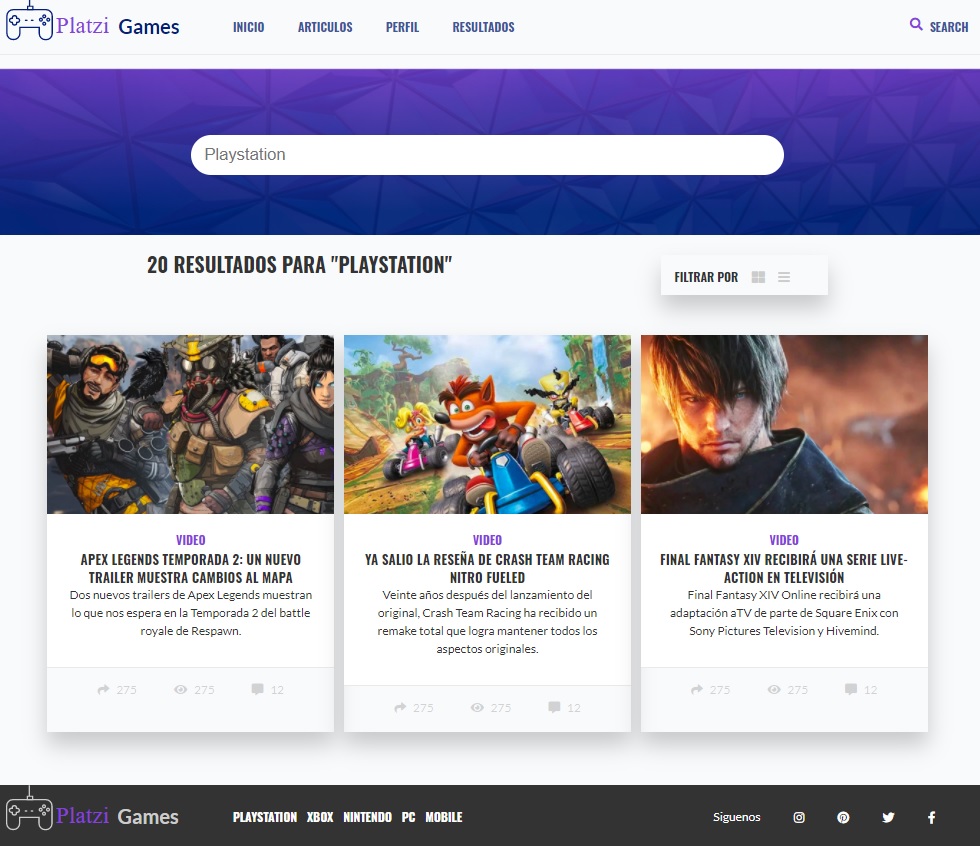 Platzi Games
INICIO
ARTICULOS
PERFIL
RESULTADOS
SEARCH
Playstation
20 RESULTADOS PARA "PLAYSTATION"
FILTRAR POR
VIDEO
APEX LEGENDS TEMPORADA 2: UN NUEVO
TRAILER MUESTRA CAMBIOS AL MAPA
Dos nuevos trailers de Apex Legends muestran
lo que nos espera en la Temporada 2 del battle
royale de Respawn.
275
275
12
VIDEO
YA SALIO LA RESEÑA DE CRASH TEAM RACING
NITRO FUELED
Veinte años después del lanzamiento del
original, Crash Team Racing ha recibido un
remake total que logra mantener todos los
aspectos originales.
275
275
12
VIDEO
FINAL FANTASY XIV RECIBIRÁ UNA SERIE LIVE-
ACTION EN TELEVISIÓN
Final Fantasy XIV Online recibirá una
adaptación aTV de parte de Square Enix con
Sony Pictures Television y Hivemind.
275
275
12
Platzi Games
PLAYSTATION
XBOX
NINTENDO
PC
MOBILE
Siguenos